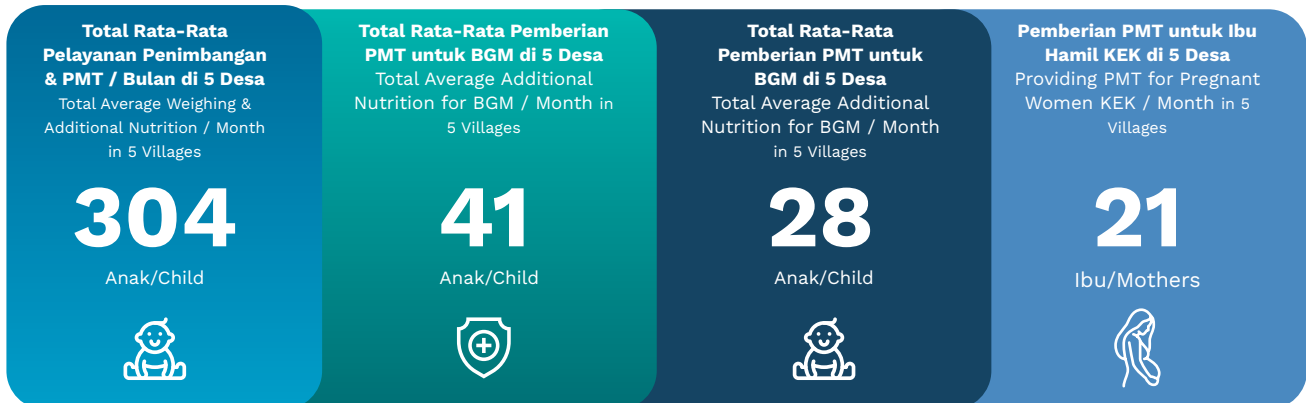 Total Rata-Rata
Pelayanan Penimbangan
& PMT / Bulan di 5 Desa
Total Average Weighing &
Additional Nutrition / Month
in 5 Villages
304
Anak/Child
Total Rata-Rata Pemberian
PMT untuk BGM di 5 Desa
Total Average Additional
Nutrition for BGM / Month in
5 Villages
41
Anak/Child
Total Rata-Rata
Pemberian PMT untuk
BGM di 5 Desa
Total Average Additional
Nutrition for BGM / Month
in 5 Villages
28
Anak/Child
Pemberian PMT untuk Ibu
Hamil KEK di 5 Desa
Providing PMT for Pregnant
Women KEK / Month in 5
Villages
21
Ibu/Mothers